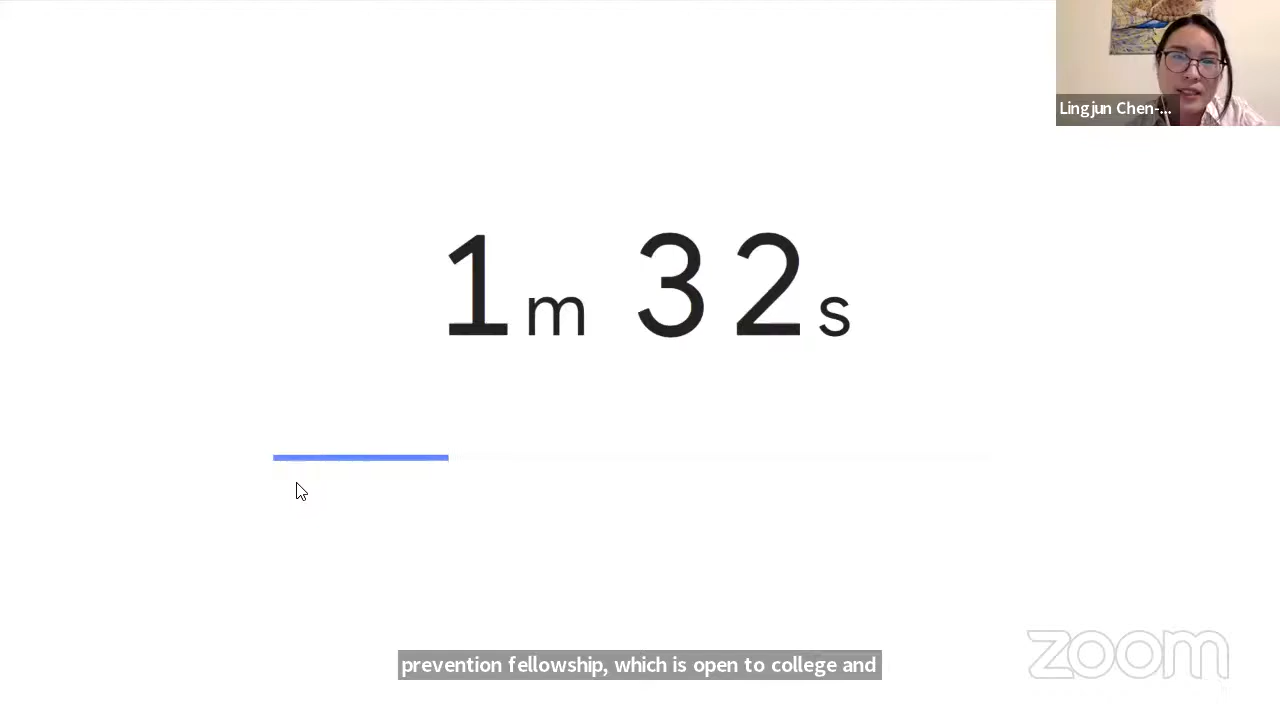 Lingjun Chen-...
1m 32s
prevention fellowship, which is open to college and
zoom